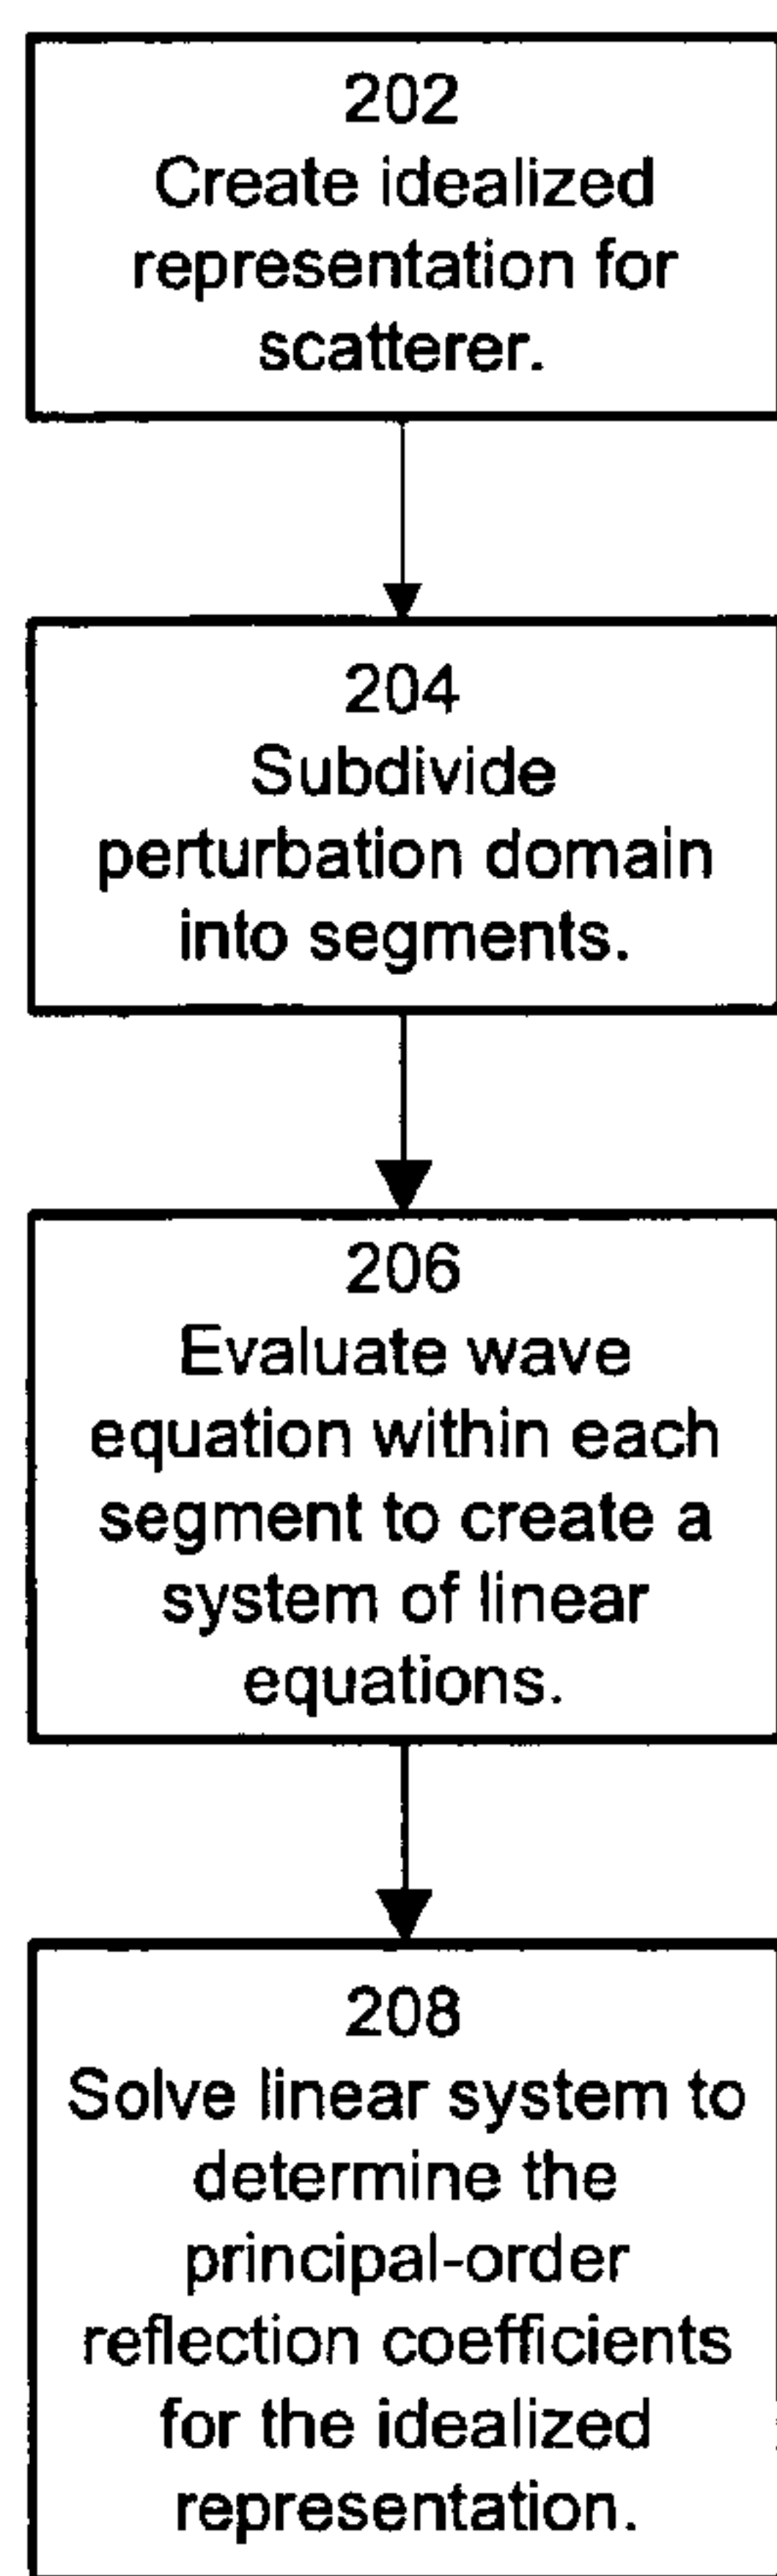 202
Create idealized
representation for
scatterer.
204
Subdivide
perturbation domain
into segments.
206
Evaluate wave
equation within each
segment to create a
system of linear
equations.
208
Solve linear system to
determine the
principal-order
reflection coefficients
for the idealized
representation.